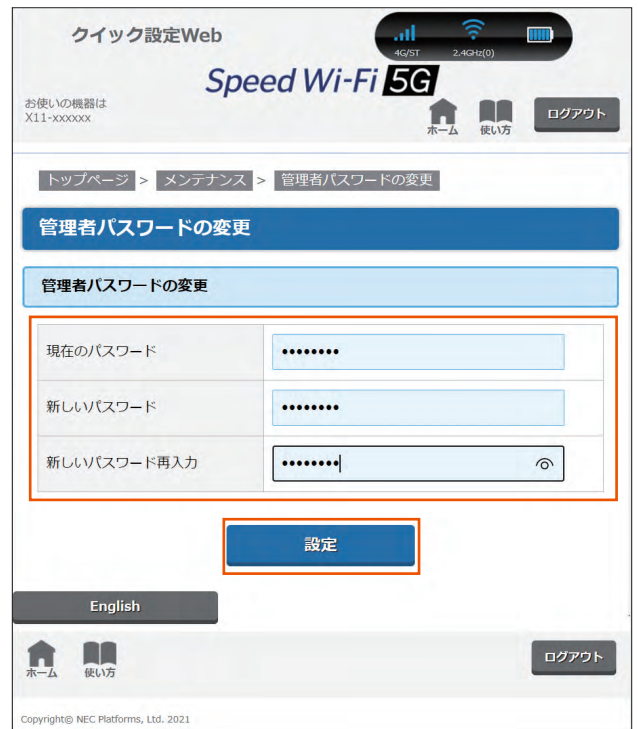 クイック設定Web
4G/5T 2.4GHz(0)
Speed Wi-Fi 5G
お使いの機器は
X11-xxxxxx
ホーム 使い方 ログアウト
トップページ > メンテナンス > 管理者パスワードの変更
管理者パスワードの変更
管理者パスワードの変更
現在のパスワード ••••••••
新しいパスワード ••••••••
新しいパスワード再入力 ••••••••
設定
English
ホーム 使い方 ログアウト
Copyright© NEC Platforms, Ltd. 2021